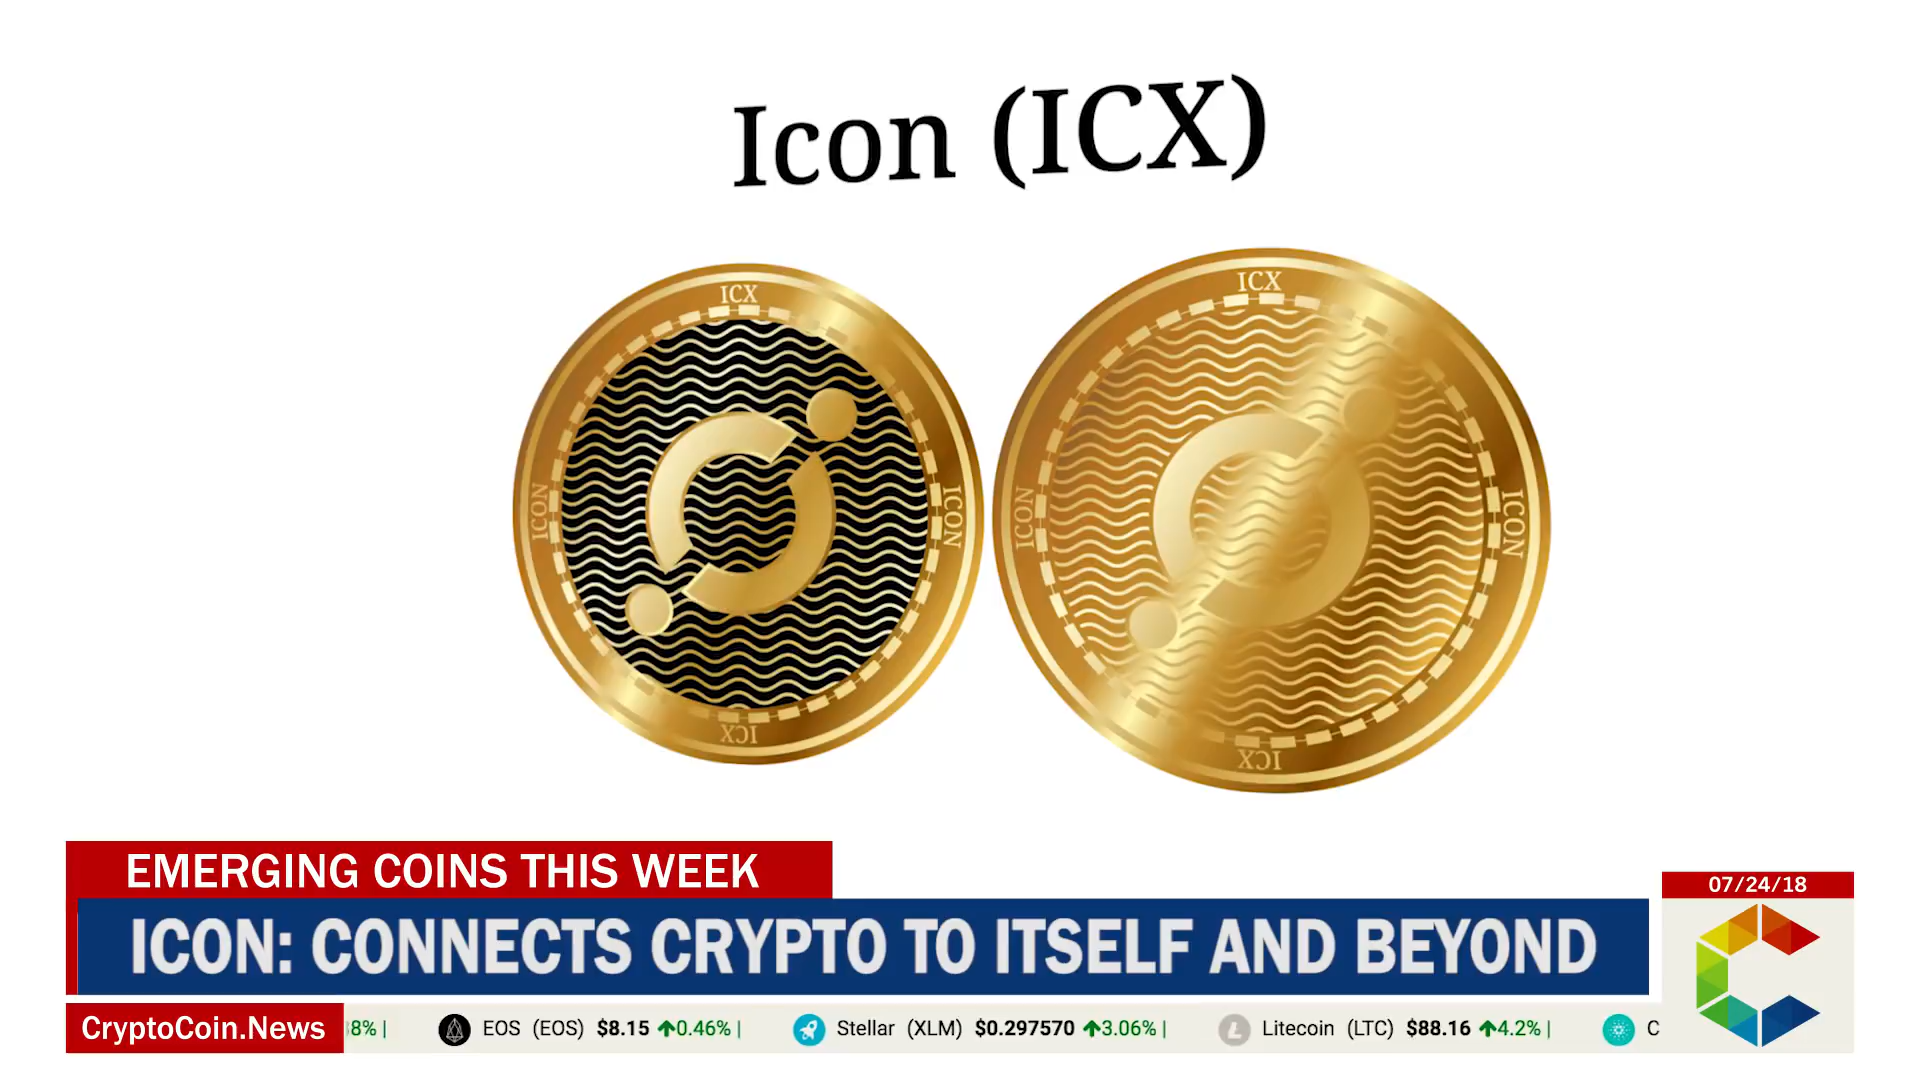 Icon (ICX)
ICX
ICX
ICON
ICON
ICON
ICON
ICX
ICX
EMERGING COINS THIS WEEK
07/24/18
ICON: CONNECTS CRYPTO TO ITSELF AND BEYOND
CryptoCoin.News 8% | EOS (EOS) $8.15 0.46% | Stellar (XLM) $0.297570 3.06% | Litecoin (LTC) $88.16 4.2% | C